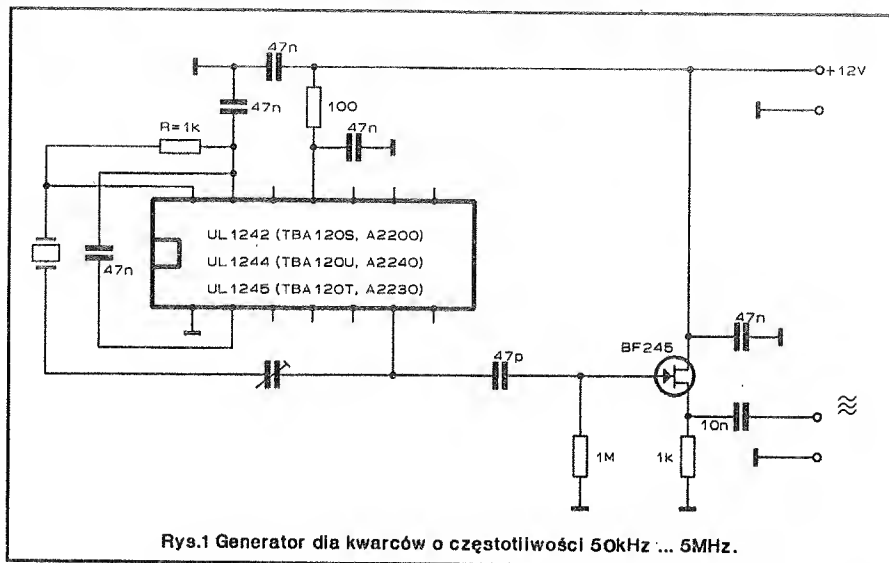 47n
+12V
47n
100
R=1k
47n
UL1242 (TBA120S, A2200)
UL1244 (TBA120U, A2240)
UL1245 (TBA120T, A2230)
47n
47n
BF245
47p
10n
1M
1k
Rys.1 Generator dla kwarców o częstotliwości 50kHz ... 5MHz.